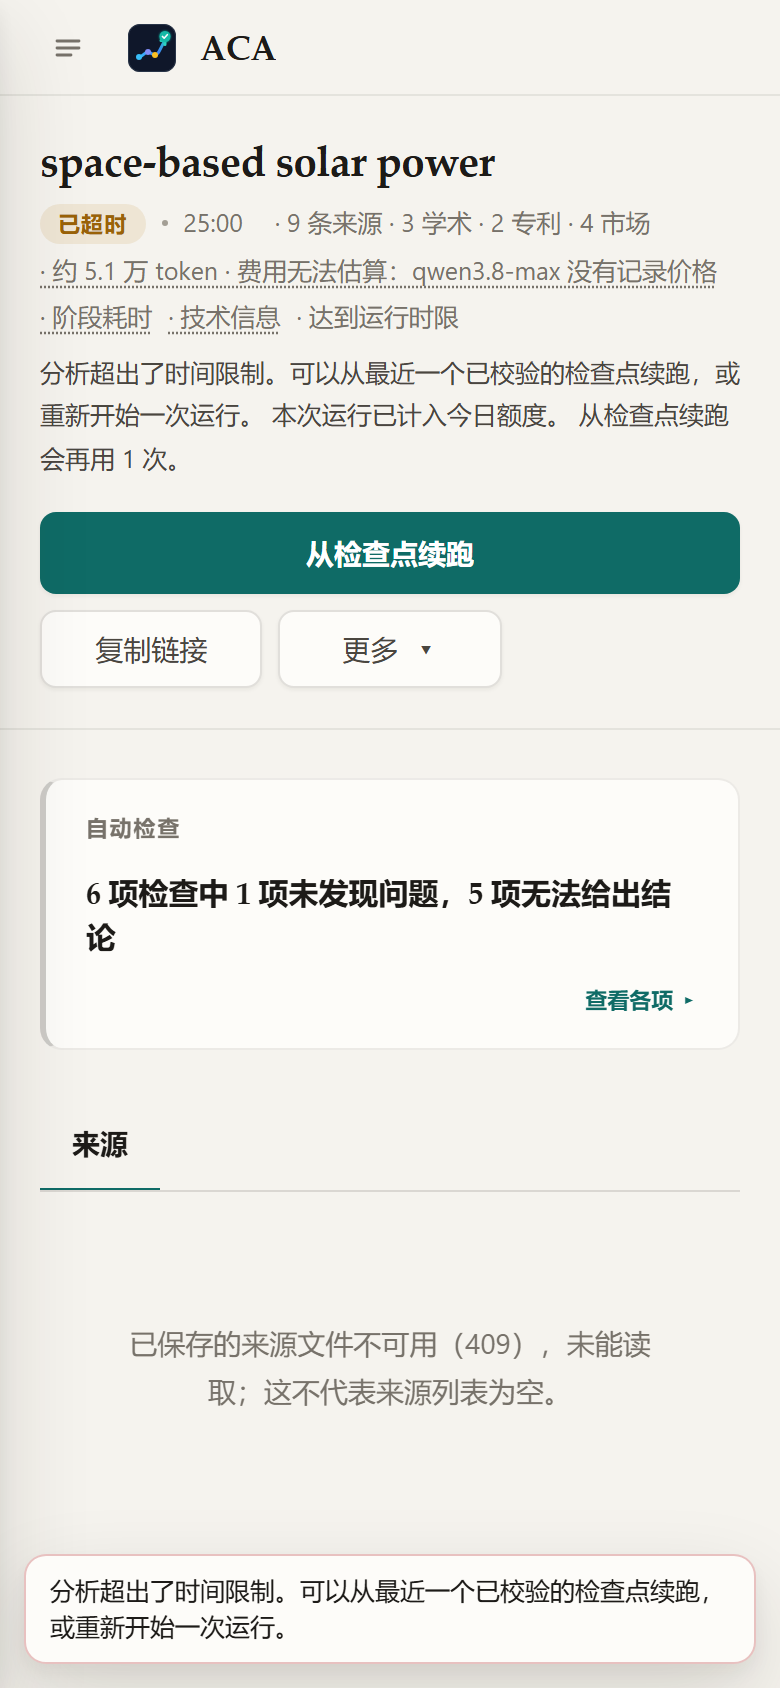 ACA
space-based solar power
已超时 • 25:00 · 9 条来源 · 3 学术 · 2 专利 · 4 市场
· 约 5.1 万 token · 费用无法估算：qwen3.8-max 没有记录价格
· 阶段耗时 · 技术信息 · 达到运行时限
分析超出了时间限制。可以从最近一个已校验的检查点续跑，或
重新开始一次运行。 本次运行已计入今日额度。 从检查点续跑
会再用 1 次。
从检查点续跑
复制链接 更多 ▾
自动检查
6 项检查中 1 项未发现问题，5 项无法给出结
论
查看各项 ▸
来源
已保存的来源文件不可用（409），未能读
取；这不代表来源列表为空。
分析超出了时间限制。可以从最近一个已校验的检查点续跑，
或重新开始一次运行。